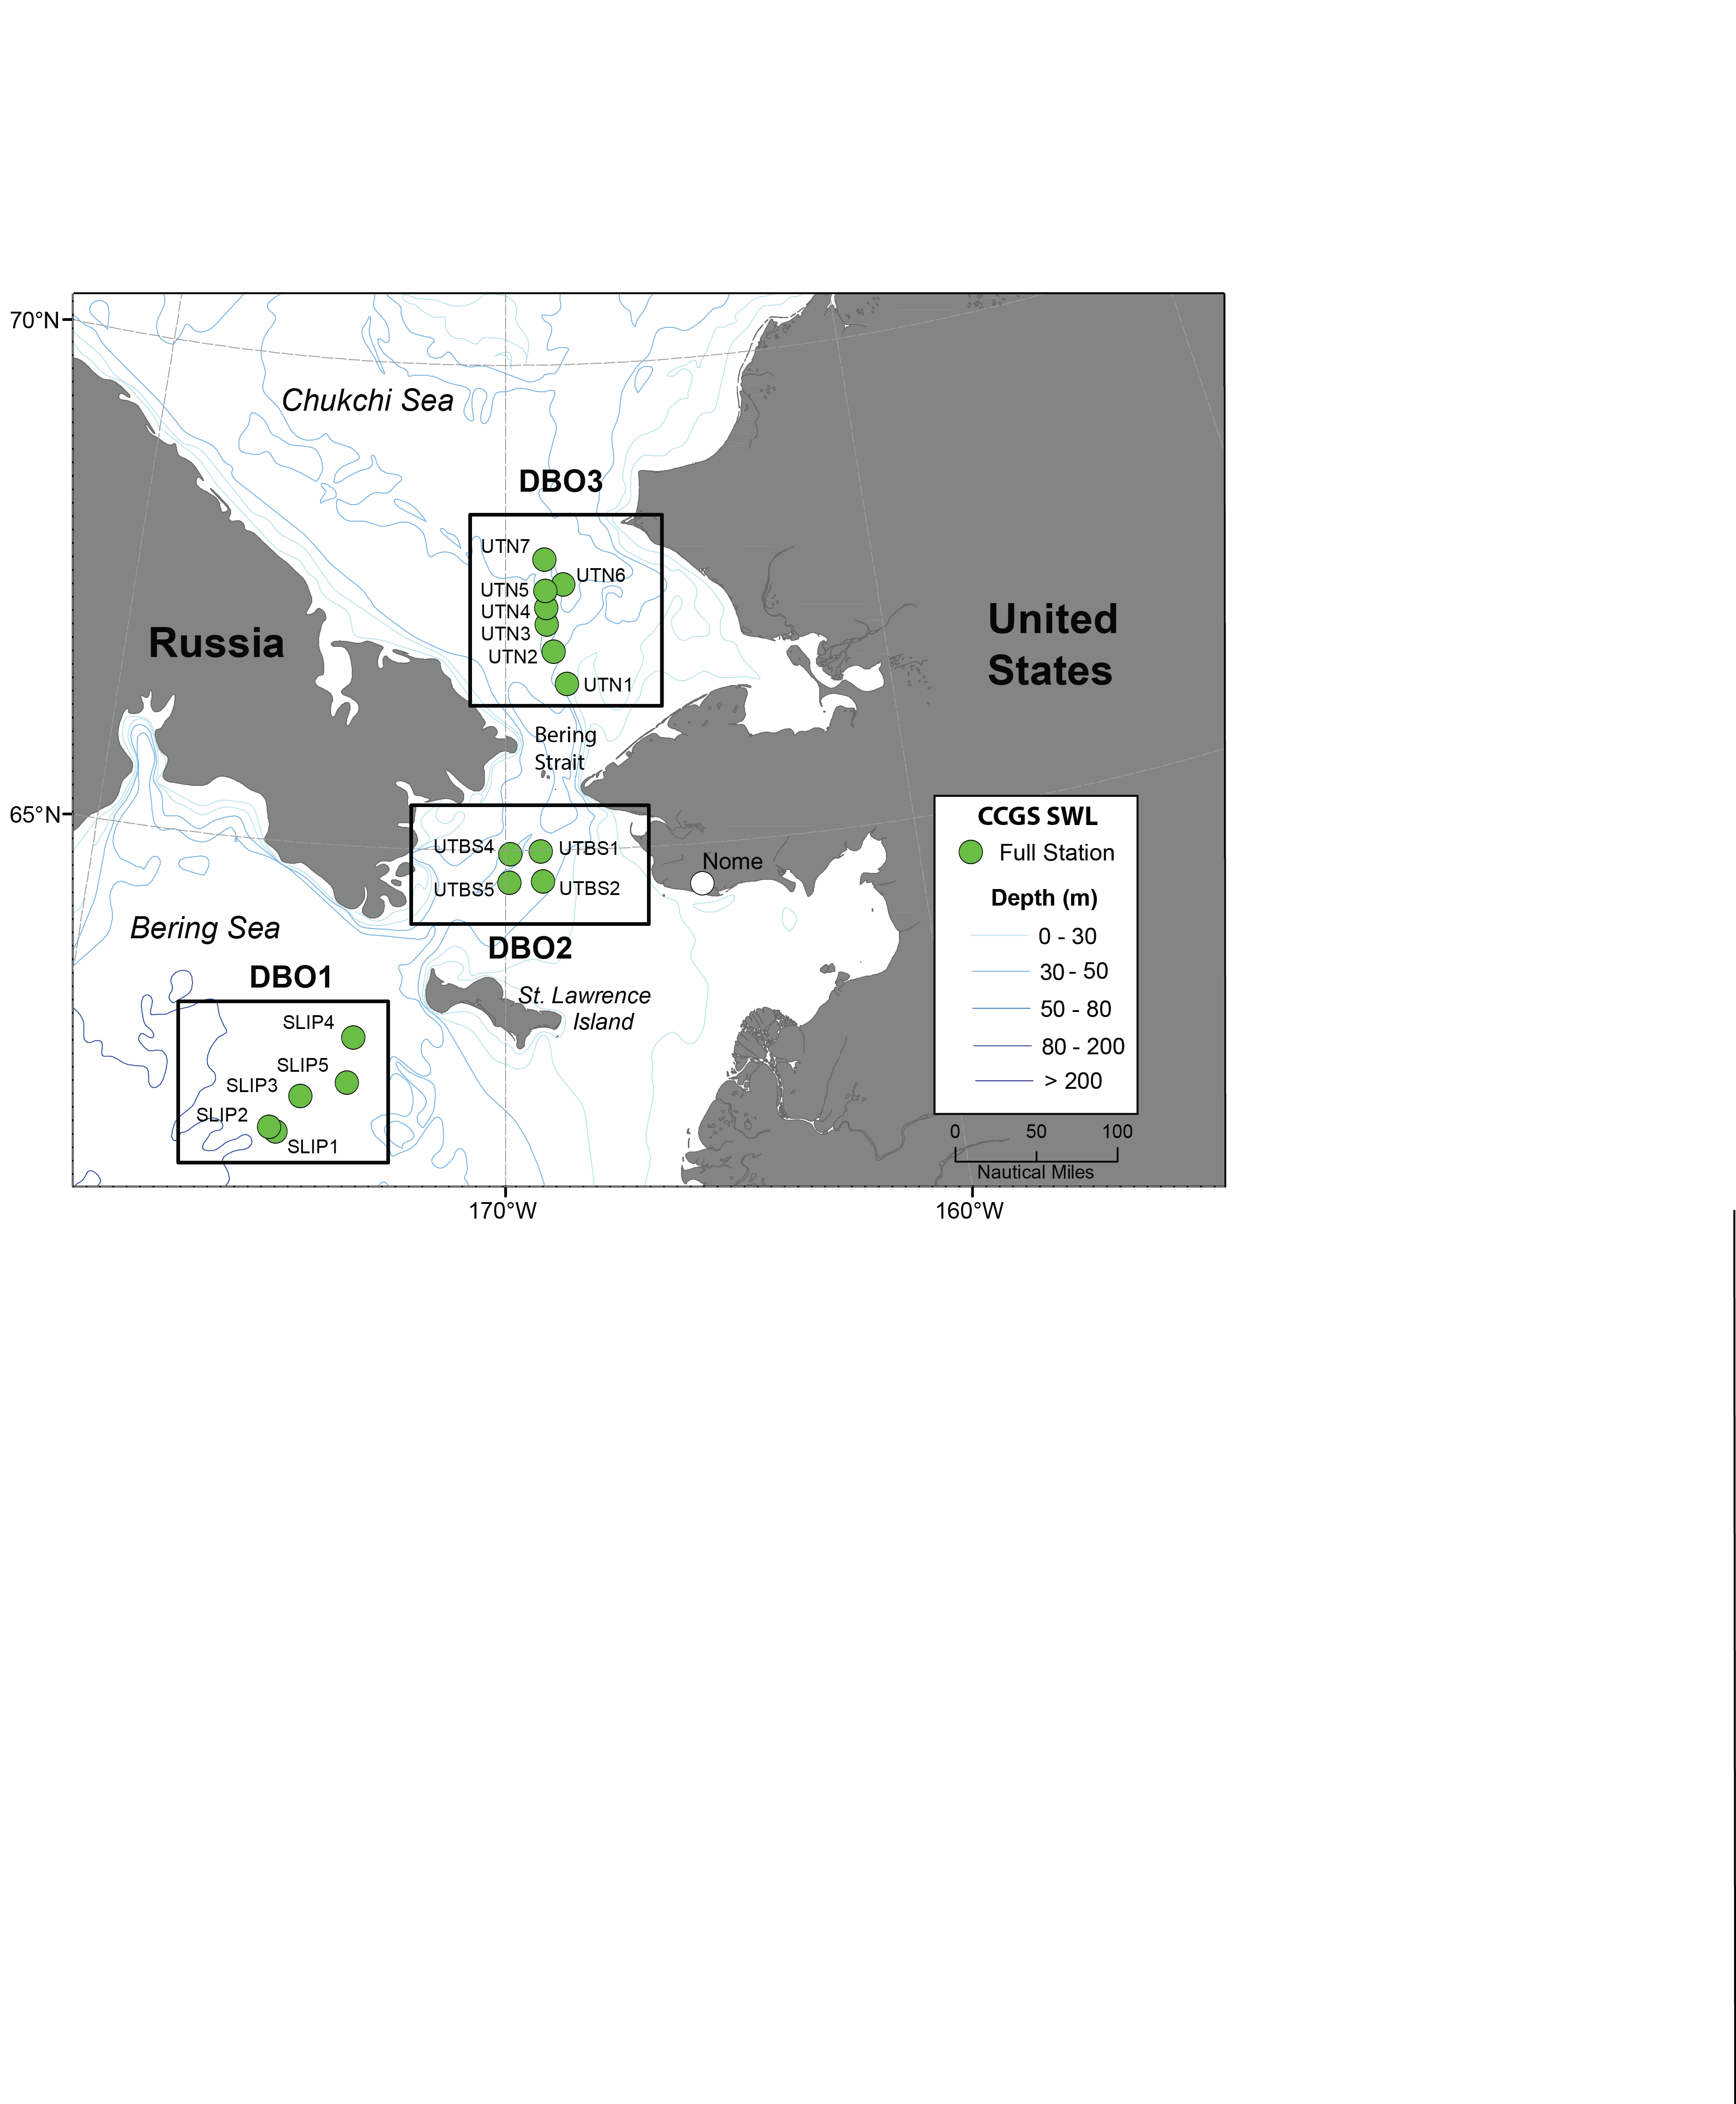 70°N
Chukchi Sea
DBO3
UTN7
UTN6
UTN5
UTN4
UTN3
UTN2
UTN1
Russia
United
States
Bering
Strait
65°N
UTBS4
UTBS1
UTBS5
UTBS2
Nome
Bering Sea
DBO2
DBO1
St. Lawrence
Island
SLIP4
SLIP5
SLIP3
SLIP2
SLIP1
CCGS SWL
Full Station
Depth (m)
0 - 30
30 - 50
50 - 80
80 - 200
> 200
0 50 100
Nautical Miles
170°W 160°W